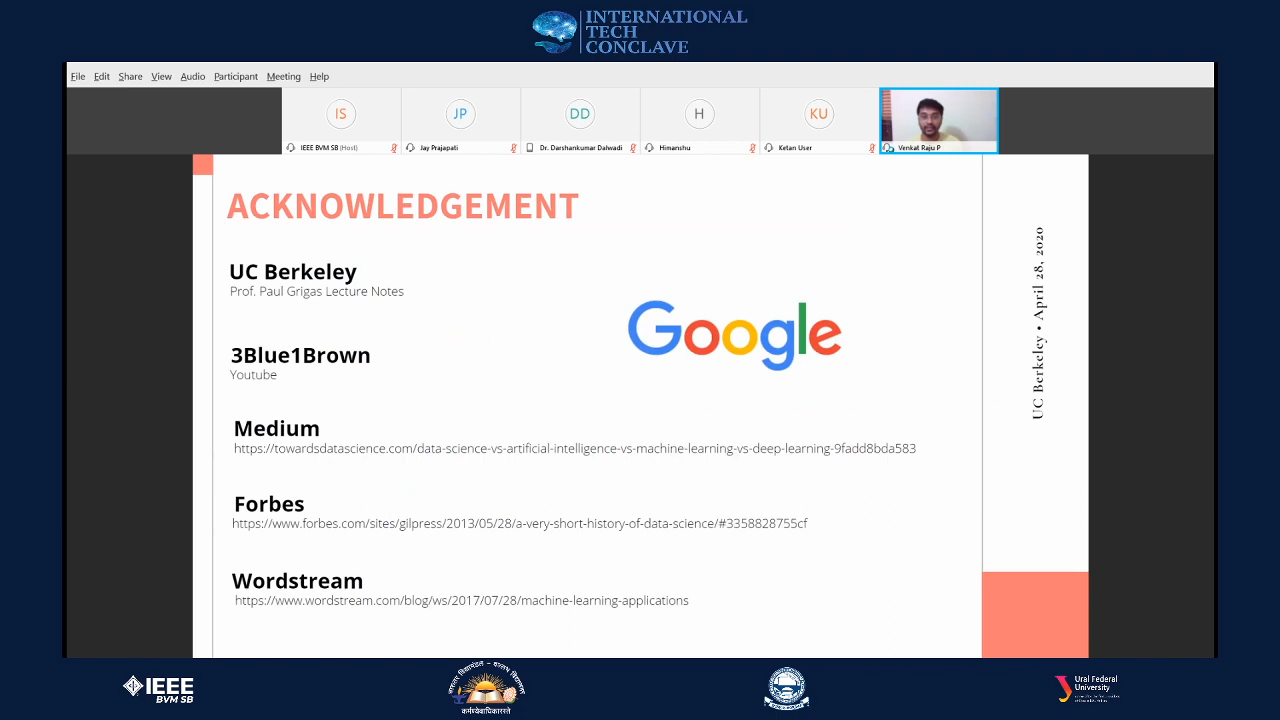 INTERNATIONAL
TECH
CONCLAVE
File Edit Share View Audio Participant Meeting Help
IS
JP
DD
H
KU
IEEE BVM SB (Host)
Jay Prajapati
Dr. Darshankumar Dalwadi
Himanshu
Ketan User
Venkat Raju P
ACKNOWLEDGEMENT
UC Berkeley
Prof. Paul Grigas Lecture Notes
Google
3Blue1Brown
Youtube
Medium
https://towardsdatascience.com/data-science-vs-artificial-intelligence-vs-machine-learning-vs-deep-learning-9fadd8bda583
Forbes
https://www.forbes.com/sites/gilpress/2013/05/28/a-very-short-history-of-data-science/#3358828755cf
Wordstream
https://www.wordstream.com/blog/ws/2017/07/28/machine-learning-applications
UC Berkeley • April 28, 2020
IEEE
BVM SB
कर्मण्येवाधिकारस्ते
Ural Federal
University